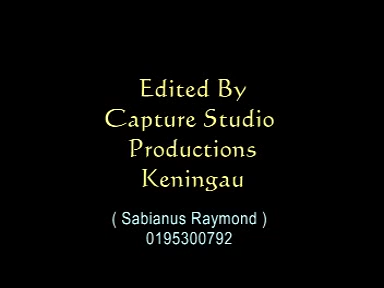 Edited By
Capture Studio
Productions
Keningau
( Sabianus Raymond )
0195300792